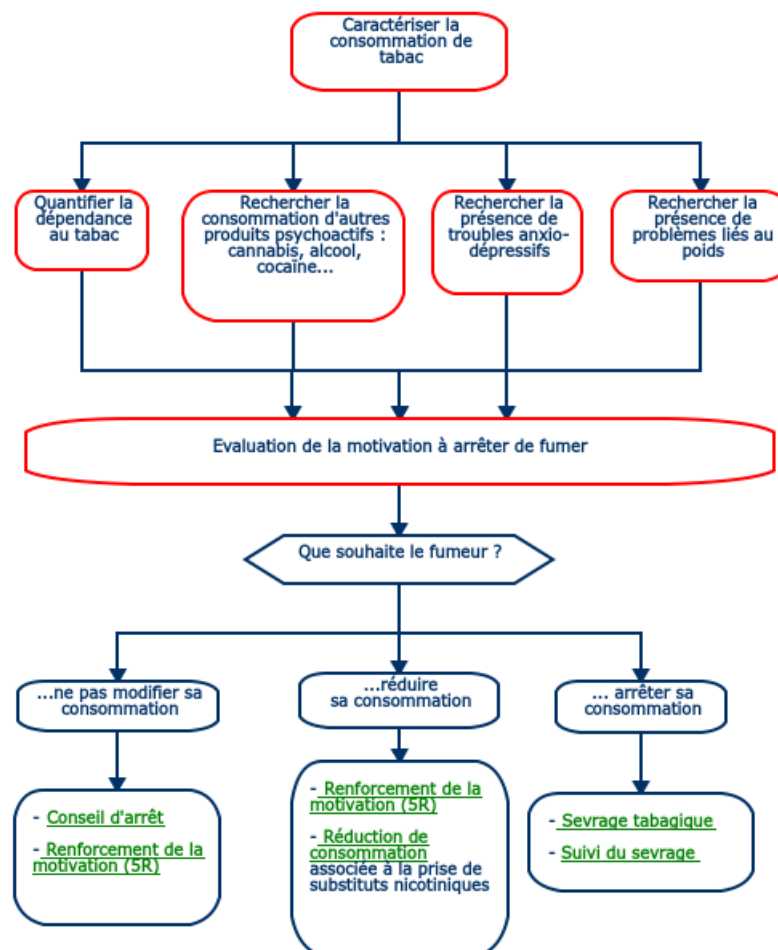 Caractériser la
consommation de
tabac
Quantifier la
dépendance
au tabac
Rechercher la
consommation d'autres
produits psychoactifs :
cannabis, alcool,
cocaïne...
Rechercher la
présence de
troubles anxio-
dépressifs
Rechercher la
présence de
problèmes liés au
poids
Evaluation de la motivation à arrêter de fumer
Que souhaite le fumeur ?
...ne pas modifier sa
consommation
...réduire
sa consommation
... arrêter sa
consommation
- Conseil d'arrêt
- Renforcement de la
motivation (5R)
- Renforcement de la
motivation (5R)
- Réduction de
consommation
associée à la prise de
substituts nicotiniques
- Sevrage tabagique
- Suivi du sevrage